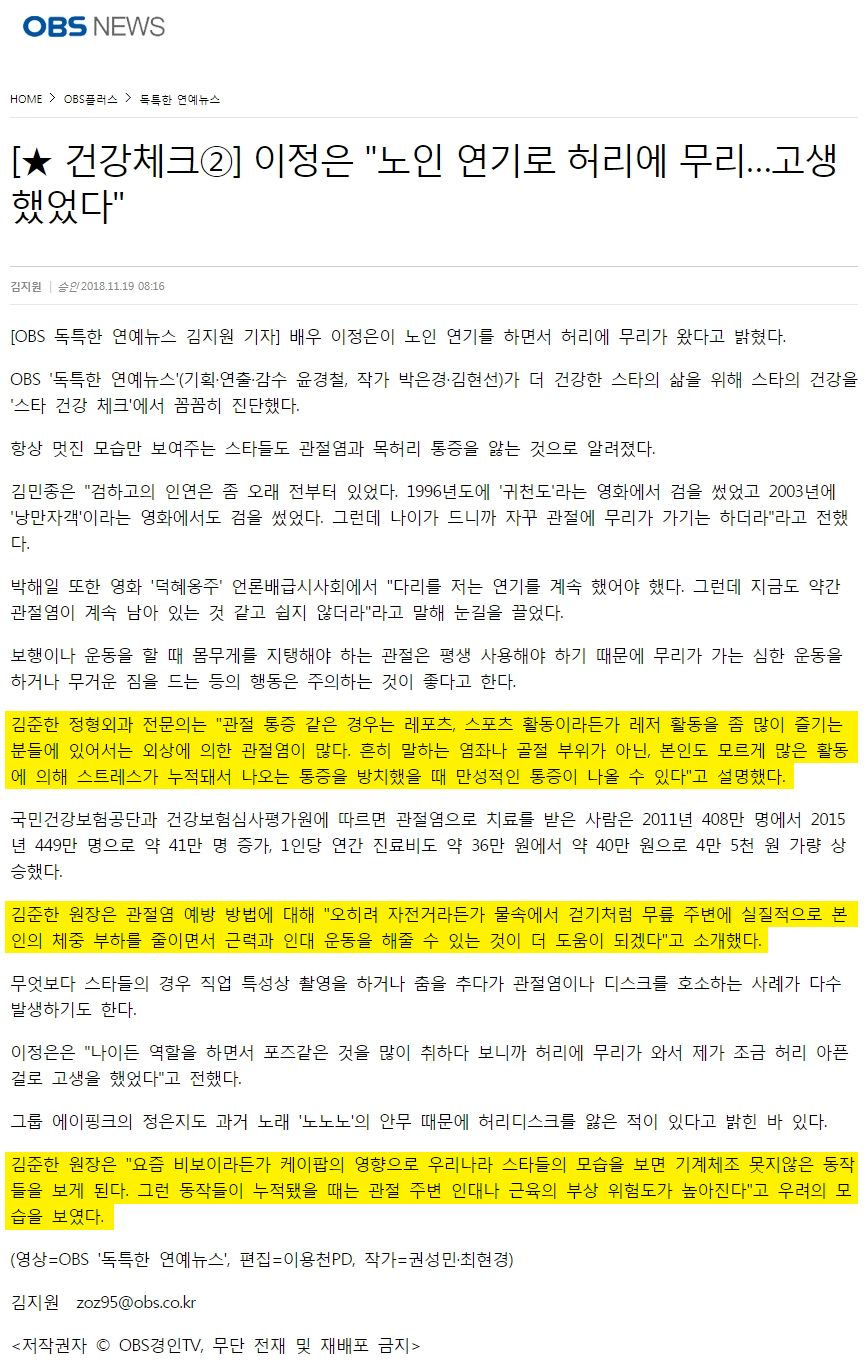 OBS NEWS
HOME > OBS플러스 > 독특한 연예뉴스
[★ 건강체크②] 이정은 "노인 연기로 허리에 무리...고생
했었다"
김지원 | 승인 2018.11.19 08:16
[OBS 독특한 연예뉴스 김지원 기자] 배우 이정은이 노인 연기를 하면서 허리에 무리가 왔다고 밝혔다.
OBS '독특한 연예뉴스'(기획·연출·감수 윤경철, 작가 박은경·김현선)가 더 건강한 스타의 삶을 위해 스타의 건강을
'스타 건강 체크'에서 꼼꼼히 진단했다.
항상 멋진 모습만 보여주는 스타들도 관절염과 목허리 통증을 앓는 것으로 알려졌다.
김민종은 "검하고의 인연은 좀 오래 전부터 있었다. 1996년도에 '귀천도'라는 영화에서 검을 썼었고 2003년에
'낭만자객'이라는 영화에서도 검을 썼었다. 그런데 나이가 드니까 자꾸 관절에 무리가 가기는 하더라"라고 전했
다.
박해일 또한 영화 '덕혜옹주' 언론배급시사회에서 "다리를 저는 연기를 계속 했어야 했다. 그런데 지금도 약간
관절염이 계속 남아 있는 것 같고 쉽지 않더라"라고 말해 눈길을 끌었다.
보행이나 운동을 할 때 몸무게를 지탱해야 하는 관절은 평생 사용해야 하기 때문에 무리가 가는 심한 운동을
하거나 무거운 짐을 드는 등의 행동은 주의하는 것이 좋다고 한다.
김준한 정형외과 전문의는 "관절 통증 같은 경우는 레포츠, 스포츠 활동이라든가 레저 활동을 좀 많이 즐기는
분들에 있어서는 외상에 의한 관절염이 많다. 흔히 말하는 염좌나 골절 부위가 아닌, 본인도 모르게 많은 활동
에 의해 스트레스가 누적돼서 나오는 통증을 방치했을 때 만성적인 통증이 나올 수 있다"고 설명했다.
국민건강보험공단과 건강보험심사평가원에 따르면 관절염으로 치료를 받은 사람은 2011년 408만 명에서 2015
년 449만 명으로 약 41만 명 증가, 1인당 연간 진료비도 약 36만 원에서 약 40만 원으로 4만 5천 원 가량 상
승했다.
김준한 원장은 관절염 예방 방법에 대해 "오히려 자전거라든가 물속에서 걷기처럼 무릎 주변에 실질적으로 본
인의 체중 부하를 줄이면서 근력과 인대 운동을 해줄 수 있는 것이 더 도움이 되겠다"고 소개했다.
무엇보다 스타들의 경우 직업 특성상 촬영을 하거나 춤을 추다가 관절염이나 디스크를 호소하는 사례가 다수
발생하기도 한다.
이정은은 "나이든 역할을 하면서 포즈같은 것을 많이 취하다 보니까 허리에 무리가 와서 제가 조금 허리 아픈
걸로 고생을 했었다"고 전했다.
그룹 에이핑크의 정은지도 과거 노래 '노노노'의 안무 때문에 허리디스크를 앓은 적이 있다고 밝힌 바 있다.
김준한 원장은 "요즘 비보이라든가 케이팝의 영향으로 우리나라 스타들의 모습을 보면 기계체조 못지않은 동작
들을 보게 된다. 그런 동작들이 누적됐을 때는 관절 주변 인대나 근육의 부상 위험도가 높아진다"고 우려의 모
습을 보였다.
(영상=OBS '독특한 연예뉴스', 편집=이용천PD, 작가=권성민·최현경)
김지원 zoz95@obs.co.kr
<저작권자 © OBS경인TV, 무단 전재 및 재배포 금지>